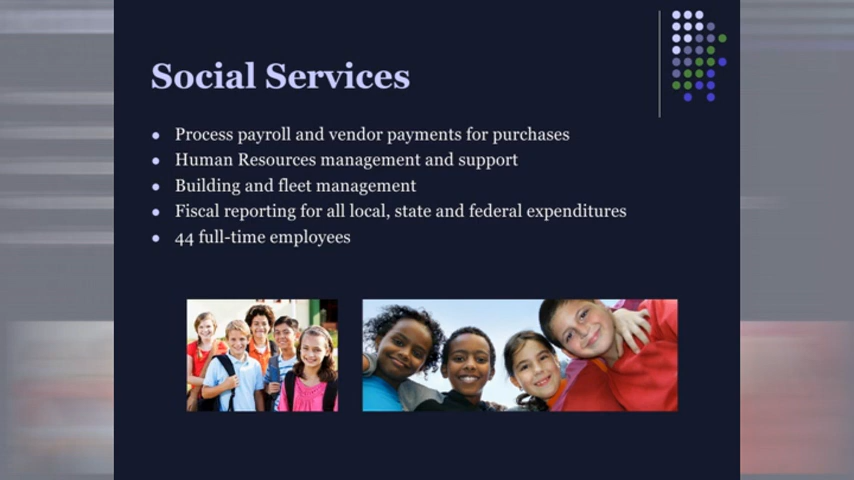 Social Services
• Process payroll and vendor payments for purchases
• Human Resources management and support
• Building and fleet management
• Fiscal reporting for all local, state and federal expenditures
• 44 full-time employees